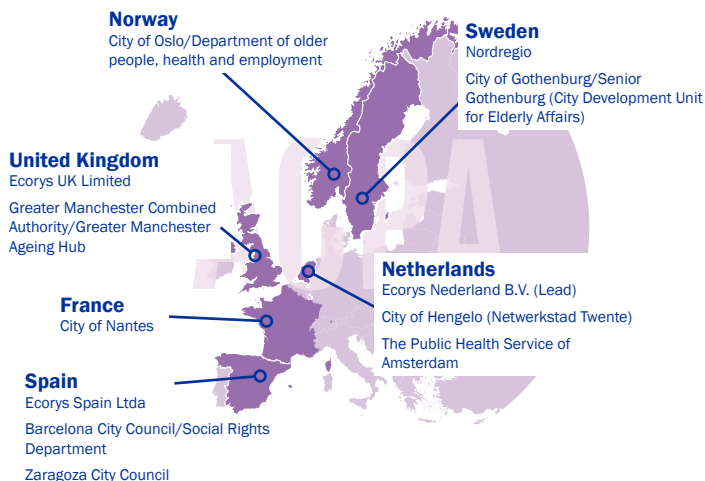 Norway
City of Oslo/Department of older
people, health and employment
Sweden
Nordregio
City of Gothenburg/Senior
Gothenburg (City Development Unit
for Elderly Affairs)
United Kingdom
Ecorys UK Limited
Greater Manchester Combined
Authority/Greater Manchester
Ageing Hub
Netherlands
Ecorys Nederland B.V. (Lead)
City of Hengelo (Netwerkstad Twente)
The Public Health Service of
Amsterdam
France
City of Nantes
Spain
Ecorys Spain Ltda
Barcelona City Council/Social Rights
Department
Zaragoza City Council